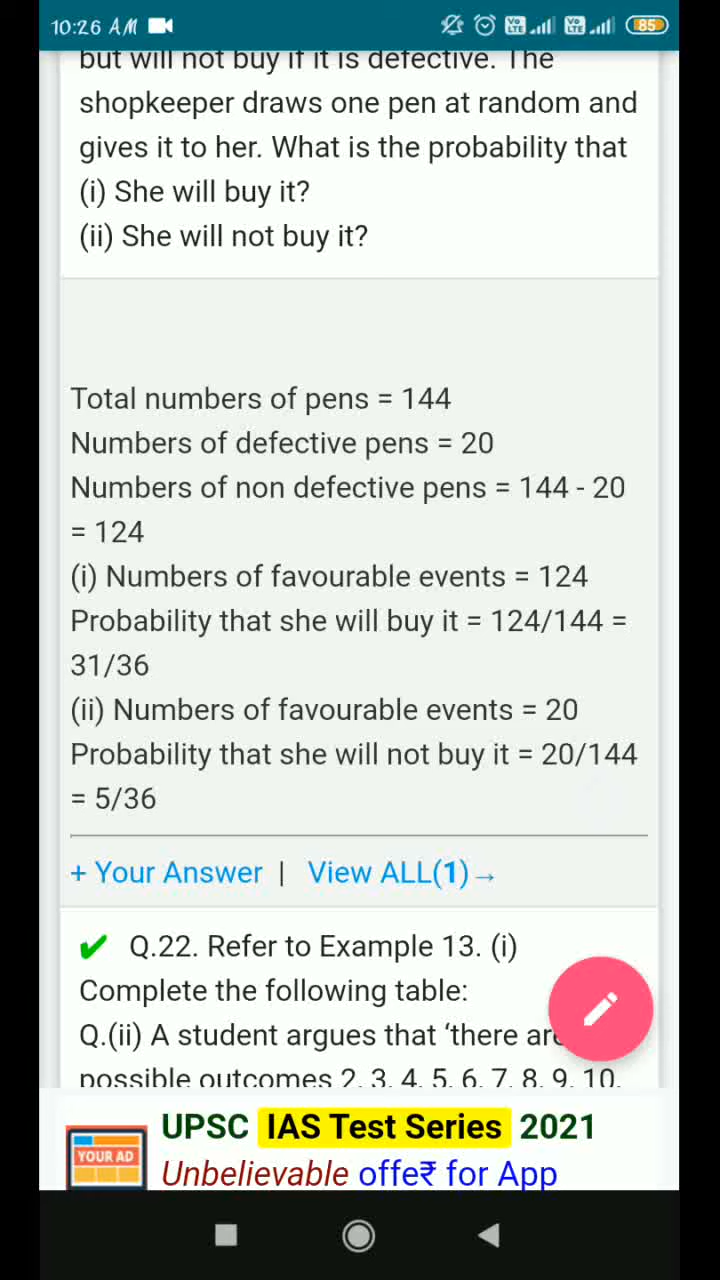 10:26 AM
Vo LTE Vo LTE 85
but will not buy if it is defective. The
shopkeeper draws one pen at random and
gives it to her. What is the probability that
(i) She will buy it?
(ii) She will not buy it?
Total numbers of pens = 144
Numbers of defective pens = 20
Numbers of non defective pens = 144 - 20
= 124
(i) Numbers of favourable events = 124
Probability that she will buy it = 124/144 =
31/36
(ii) Numbers of favourable events = 20
Probability that she will not buy it = 20/144
= 5/36
+ Your Answer | View ALL(1)→
✔ Q.22. Refer to Example 13. (i)
Complete the following table:
Q.(ii) A student argues that ‘there are
possible outcomes 2, 3, 4, 5, 6, 7, 8, 9, 10,
YOUR AD
UPSC IAS Test Series 2021
Unbelievable offe₹ for App